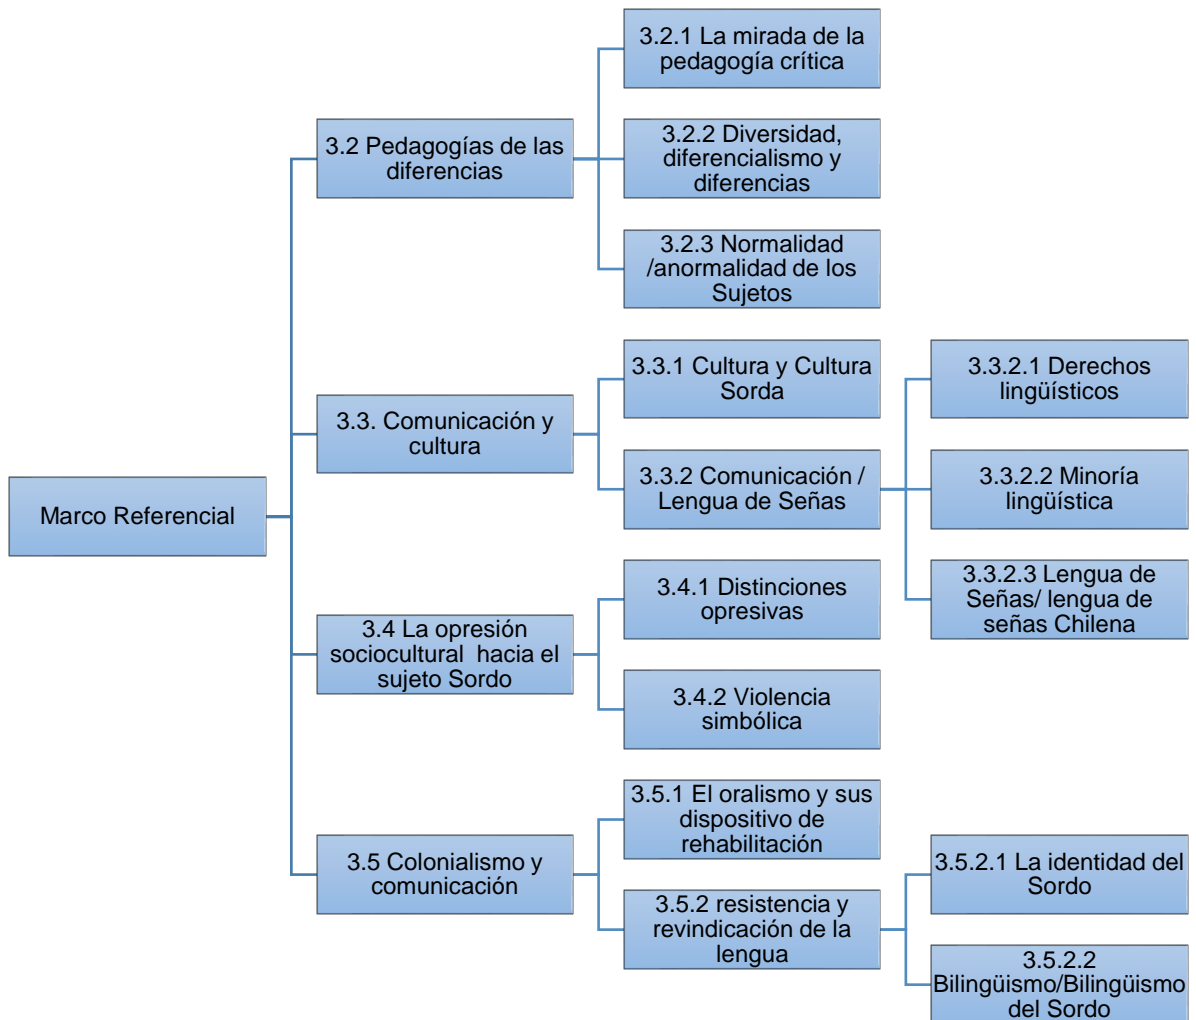 Marco Referencial
3.2 Pedagogías de las
diferencias
3.2.1 La mirada de la
pedagogía crítica
3.2.2 Diversidad,
diferencialismo y
diferencias
3.2.3 Normalidad
/anormalidad de los
Sujetos
3.3. Comunicación y
cultura
3.3.1 Cultura y Cultura
Sorda
3.3.2 Comunicación /
Lengua de Señas
3.3.2.1 Derechos
lingüísticos
3.3.2.2 Minoría
lingüística
3.3.2.3 Lengua de
Señas/ lengua de
señas Chilena
3.4 La opresión
sociocultural hacia el
sujeto Sordo
3.4.1 Distinciones
opresivas
3.4.2 Violencia
simbólica
3.5 Colonialismo y
comunicación
3.5.1 El oralismo y sus
dispositivo de
rehabilitación
3.5.2 resistencia y
revindicación de la
lengua
3.5.2.1 La identidad del
Sordo
3.5.2.2
Bilingüismo/Bilingüismo
del Sordo